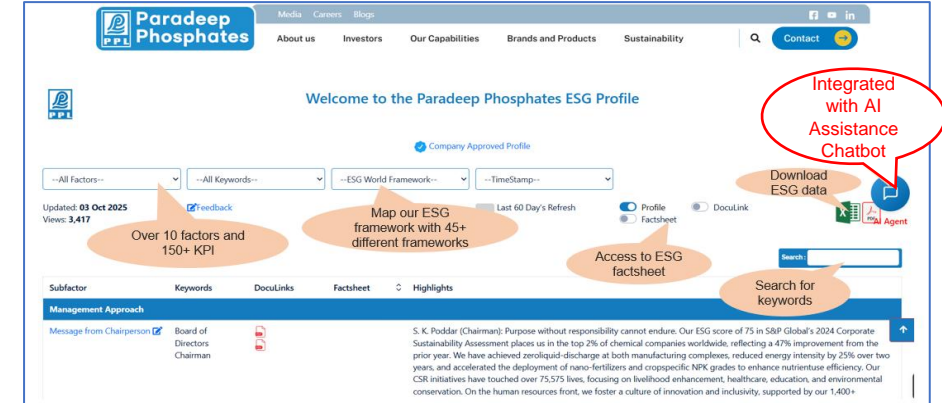 Paradeep
Phosphates
PPL
Media Careers Blogs
About us Investors Our Capabilities Brands and Products Sustainability
Contact
PPL
Welcome to the Paradeep Phosphates ESG Profile
Integrated
with AI
Assistance
Chatbot
Company Approved Profile
--All Factors-- --All Keywords-- --ESG World Framework-- --TimeStamp--
Download
ESG data
Updated: 03 Oct 2025
Views: 3,417
Feedback
Last 60 Day's Refresh
Profile
Factsheet
DocuLink
AI Agent
Over 10 factors and
150+ KPI
Map our ESG
framework with 45+
different frameworks
Access to ESG
factsheet
Search :
Search for
keywords
Subfactor Keywords DocuLinks Factsheet Highlights
Management Approach
Message from Chairperson
Board of
Directors
Chairman
S. K. Poddar (Chairman): Purpose without responsibility cannot endure. Our ESG score of 75 in S&P Global's 2024 Corporate
Sustainability Assessment places us in the top 2% of chemical companies worldwide, reflecting a 47% improvement from the
prior year. We have achieved zeroliquid-discharge at both manufacturing complexes, reduced energy intensity by 25% over two
years, and accelerated the deployment of nano-fertilizers and cropspecific NPK grades to enhance nutrientuse efficiency. Our
CSR initiatives have touched over 75,575 lives, focusing on livelihood enhancement, healthcare, education, and environmental
conservation. On the human resources front, we foster a culture of innovation and inclusivity, supported by our 1,400+